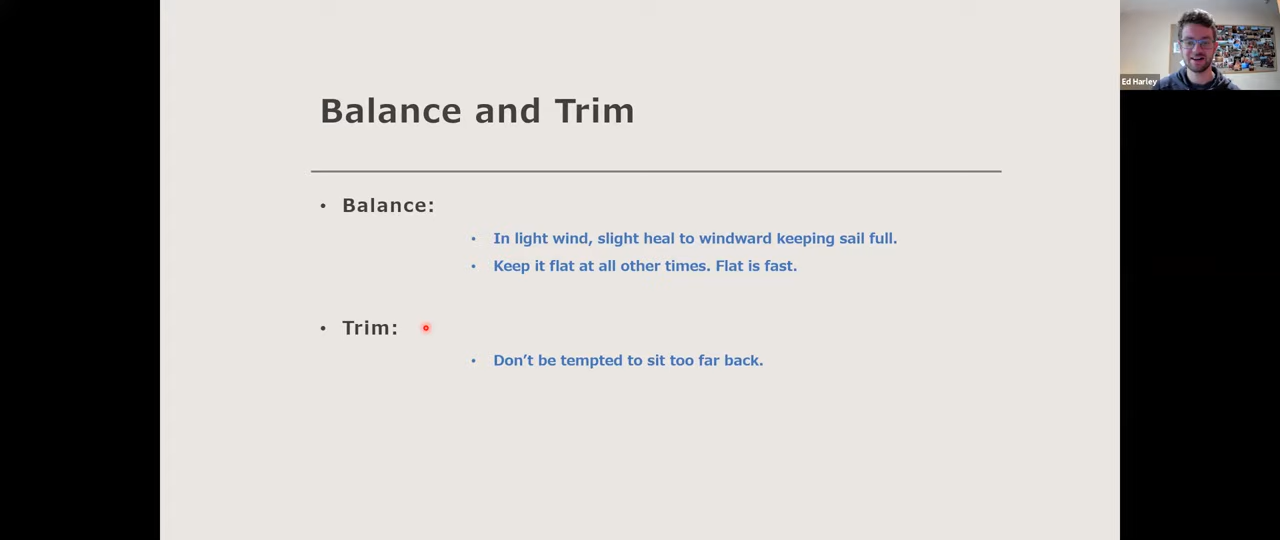 Balance and Trim
Ed Harley
• Balance:
• In light wind, slight heal to windward keeping sail full.
• Keep it flat at all other times. Flat is fast.
• Trim:
• Don’t be tempted to sit too far back.